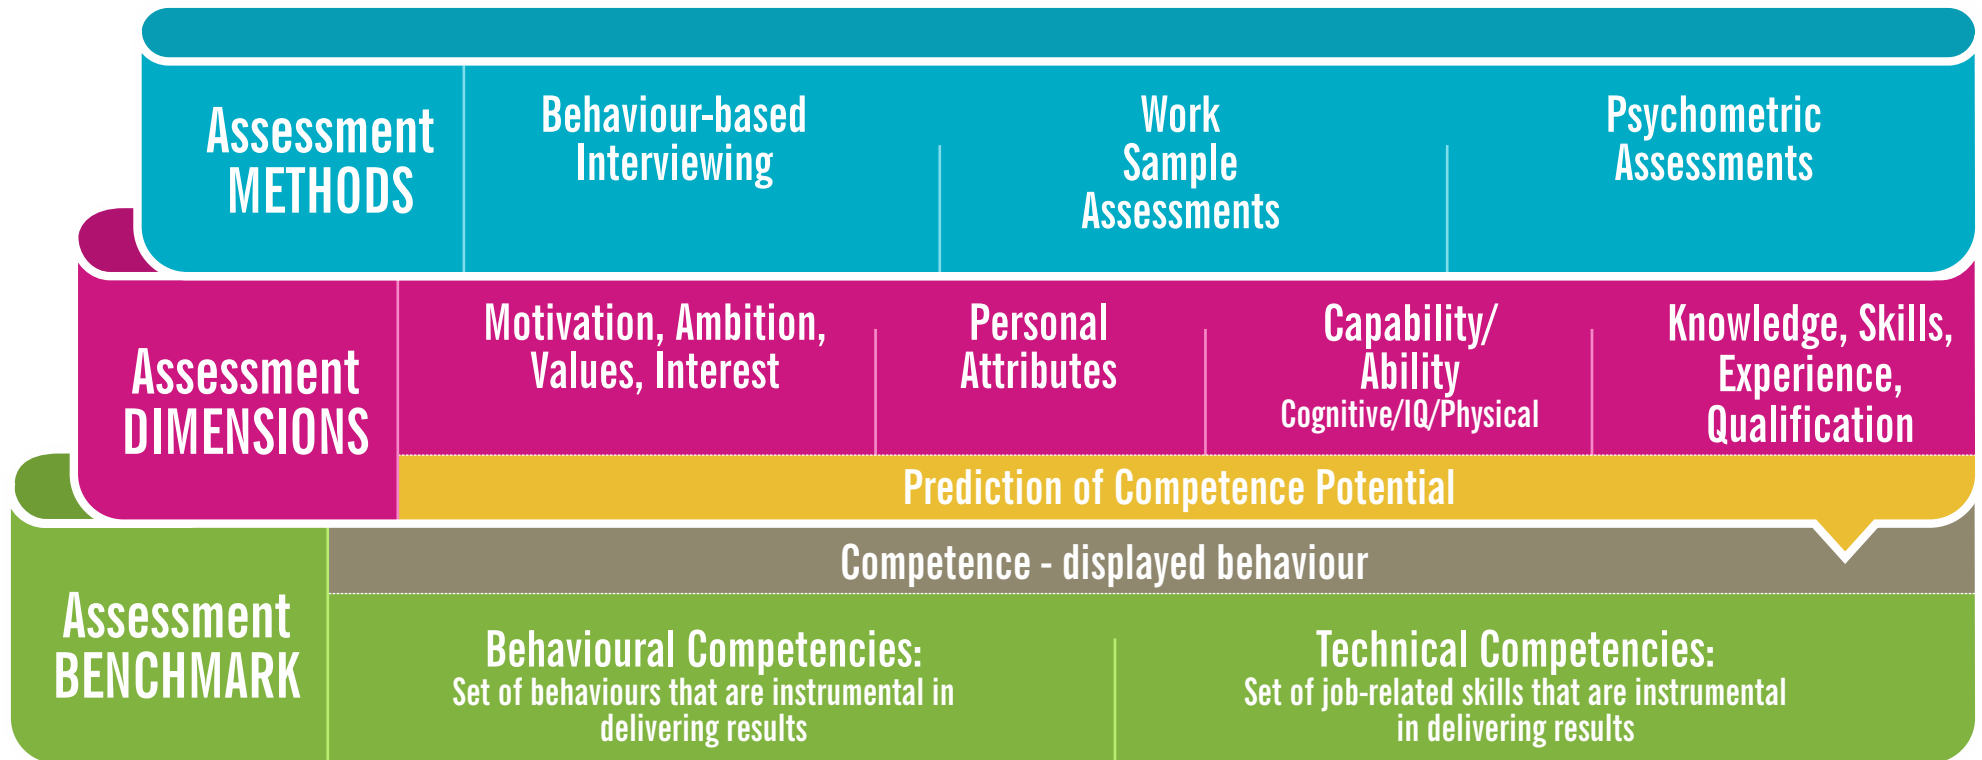 Assessment
METHODS
Behaviour-based
Interviewing
Work
Sample
Assessments
Psychometric
Assessments
Assessment
DIMENSIONS
Motivation, Ambition,
Values, Interest
Personal
Attributes
Capability/
Ability
Cognitive/IQ/Physical
Knowledge, Skills,
Experience,
Qualification
Prediction of Competence Potential
Competence - displayed behaviour
Assessment
BENCHMARK
Behavioural Competencies:
Set of behaviours that are instrumental in
delivering results
Technical Competencies:
Set of job-related skills that are instrumental
in delivering results